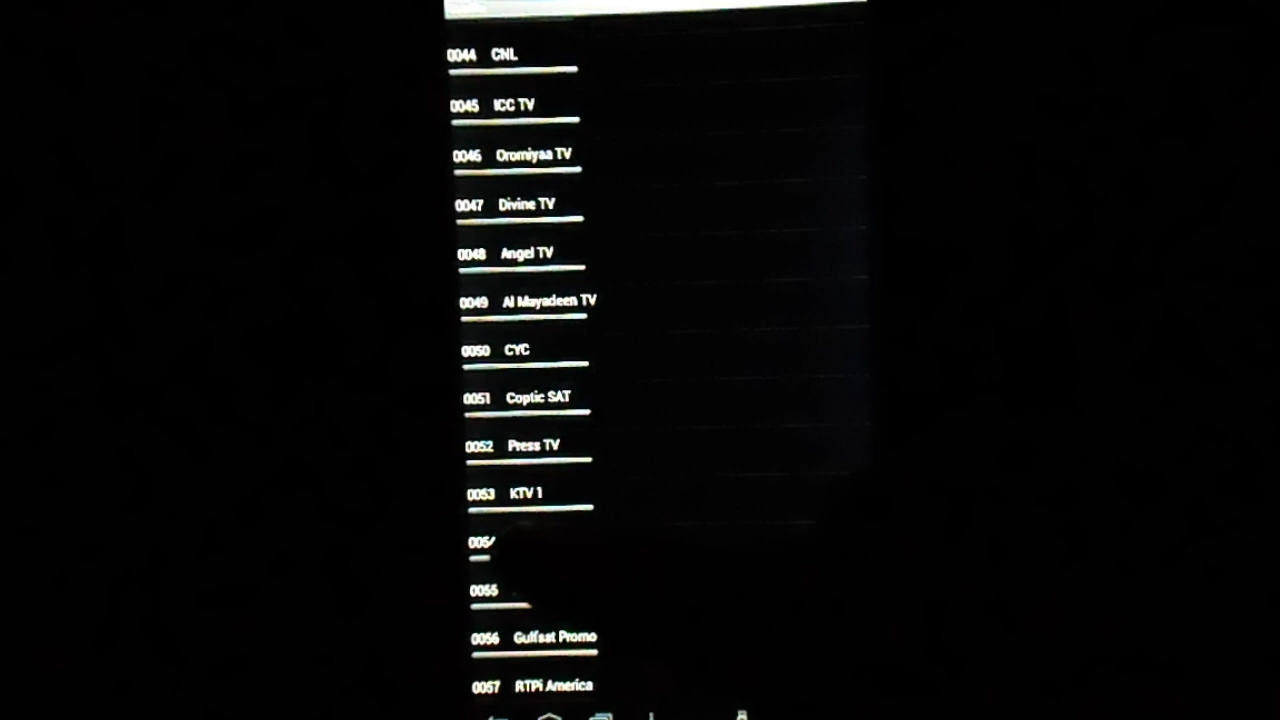 0044 CNL
0045 ICC TV
0046 Oromiyaa TV
0047 Divine TV
0048 Angel TV
0049 Al Mayadeen TV
0050 CYC
0051 Coptic SAT
0052 Press TV
0053 KTV 1
0055
0056 Gulfsat Promo
0057 RTPi America